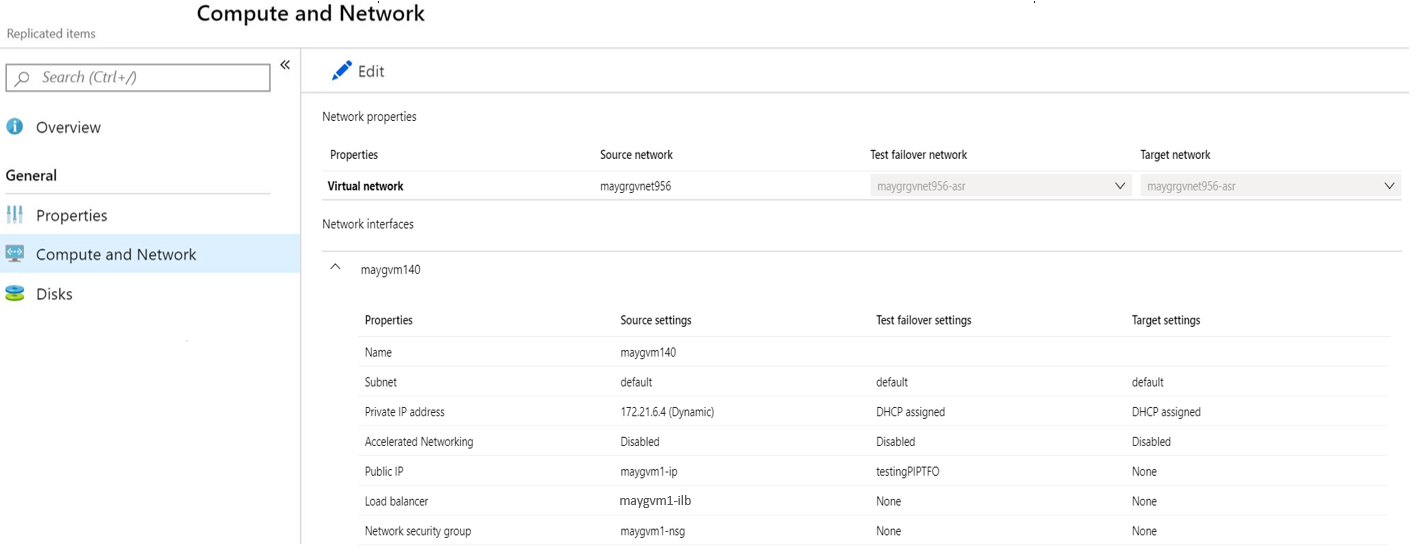 Compute and Network
Replicated items
Search (Ctrl+/)
«
Edit
Overview
General
Properties
Compute and Network
Disks
Network properties
Properties Source network Test failover network Target network
Virtual network maygrgvnet956 maygrgvnet956-asr maygrgvnet956-asr
Network interfaces
maygvm140
Properties Source settings Test failover settings Target settings
Name maygvm140
Subnet default default default
Private IP address 172.21.6.4 (Dynamic) DHCP assigned DHCP assigned
Accelerated Networking Disabled Disabled Disabled
Public IP maygvm1-ip testingPIPTFO None
Load balancer maygvm1-ilb None None
Network security group maygvm1-nsg None None